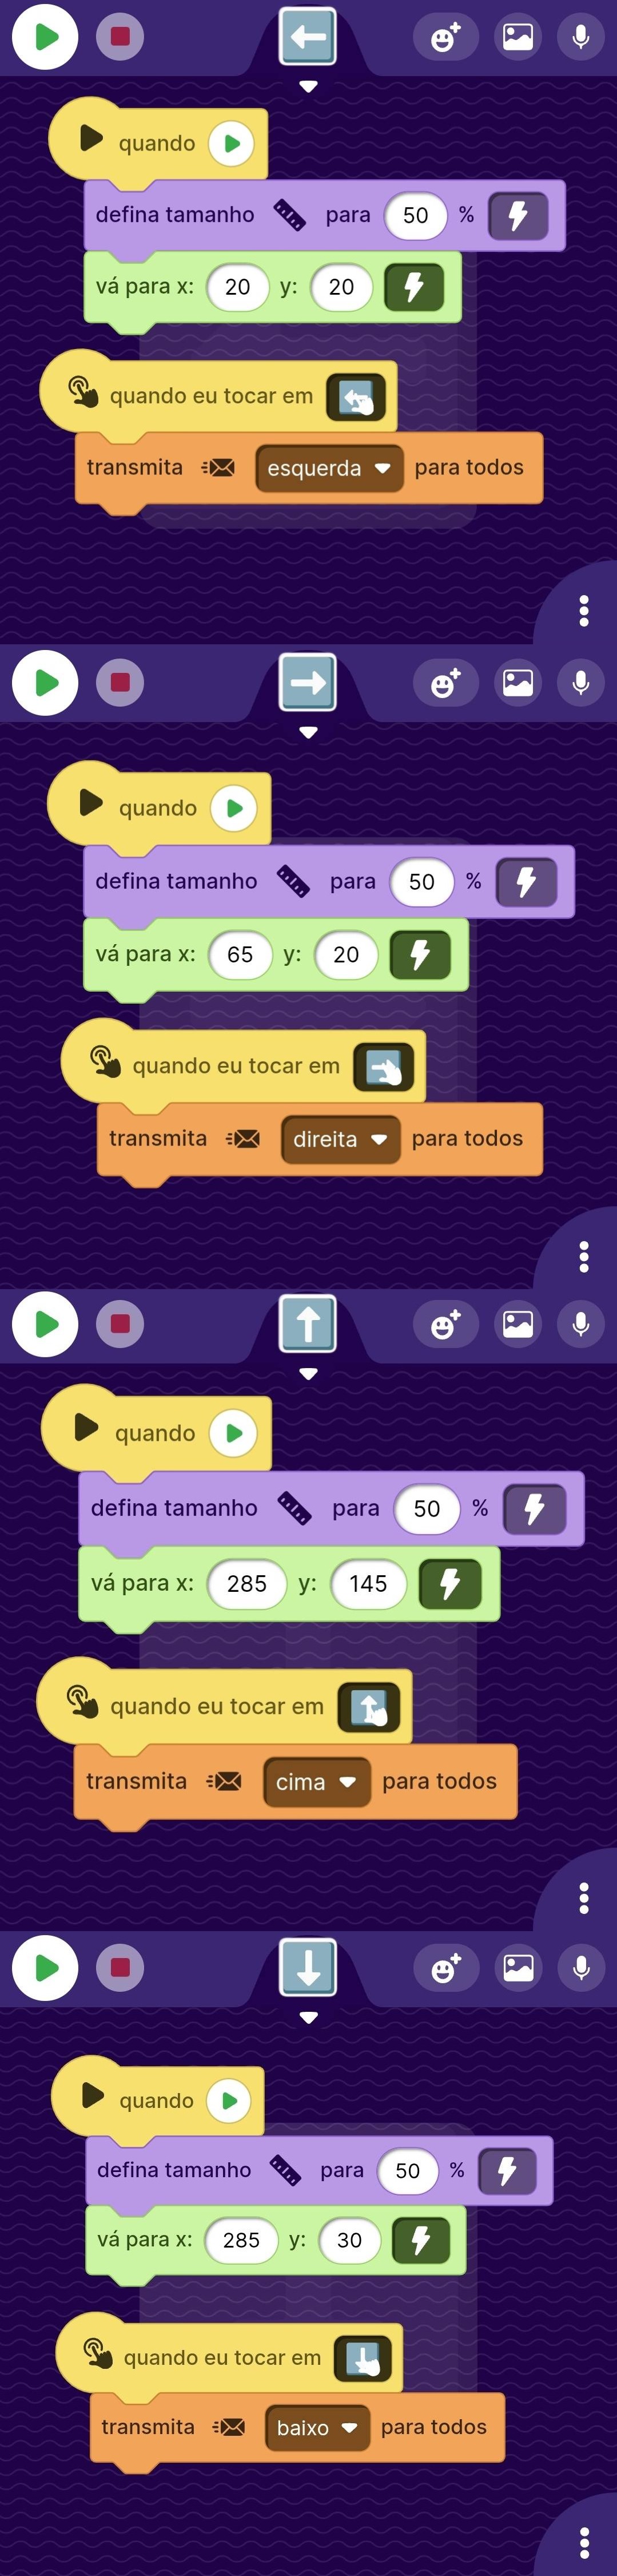 quando
defina tamanho para 50 %
vá para x: 20 y: 20
quando eu tocar em
transmita esquerda para todos
quando
defina tamanho para 50 %
vá para x: 65 y: 20
quando eu tocar em
transmita direita para todos
quando
defina tamanho para 50 %
vá para x: 285 y: 145
quando eu tocar em
transmita cima para todos
quando
defina tamanho para 50 %
vá para x: 285 y: 30
quando eu tocar em
transmita baixo para todos